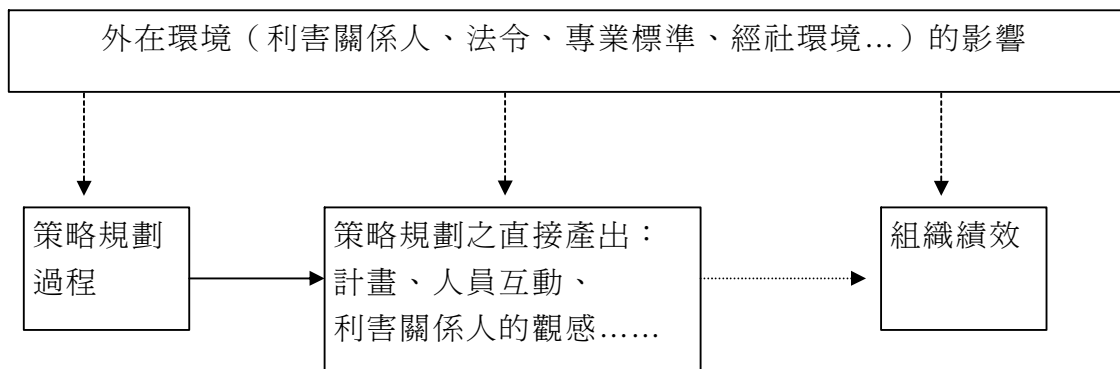 外在環境（利害關係人、法令、專業標準、經社環境…）的影響
策略規劃
過程
策略規劃之直接產出：
計畫、人員互動、
利害關係人的觀感……
組織績效